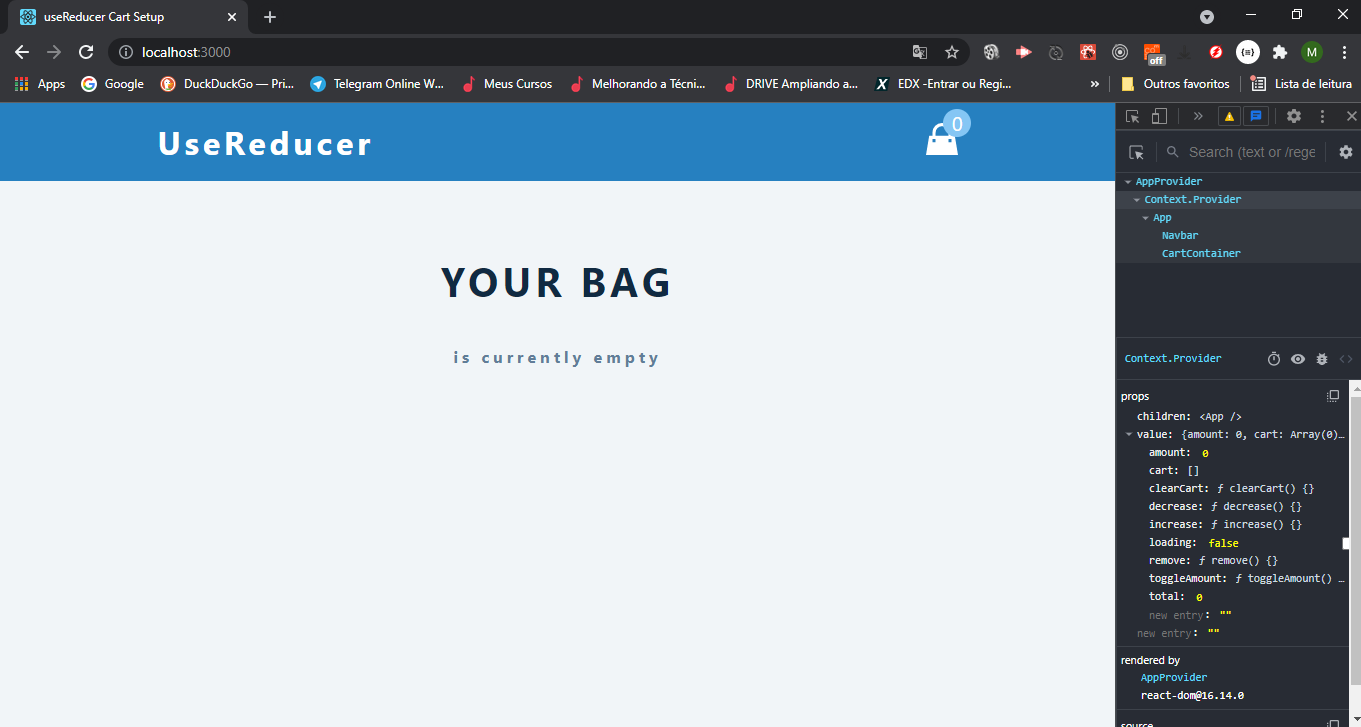 useReducer Cart Setup
localhost:3000
off
M
Apps
Google
DuckDuckGo — Pri...
Telegram Online W...
Meus Cursos
Melhorando a Técni...
DRIVE Ampliando a...
X EDX -Entrar ou Regi...
»
Outros favoritos
Lista de leitura
UseReducer
0
YOUR BAG
is currently empty
»
Search (text or /rege
AppProvider
Context.Provider
App
Navbar
CartContainer
Context.Provider
props
children: <App />
value: {amount: 0, cart: Array(0)…
amount: 0
cart: []
clearCart: ƒ clearCart() {}
decrease: ƒ decrease() {}
increase: ƒ increase() {}
loading: false
remove: ƒ remove() {}
toggleAmount: ƒ toggleAmount() …
total: 0
new entry: ""
new entry: ""
rendered by
AppProvider
react-dom@16.14.0
source